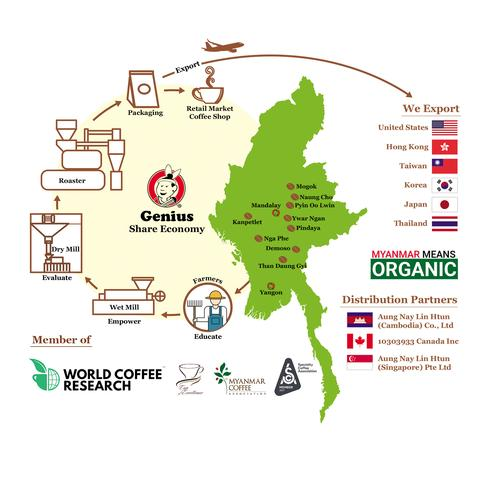 Export
Packaging
Retail Market
Coffee Shop
We Export
United States
Hong Kong
Taiwan
Korea
Japan
Thailand
Roaster
Genius
Share Economy
Mogok
Naung Cho
Mandalay
Pyin Oo Lwin
Kanpetlet
Ywar Ngan
Pindaya
Nga Phe
Demoso
Than Daung Gyi
Yangon
Dry Mill
Evaluate
Wet Mill
Empower
Farmers
Educate
MYANMAR MEANS
ORGANIC
Distribution Partners
Aung Nay Lin Htun
(Cambodia) Co., Ltd
10303933 Canada Inc
Aung Nay Lin Htun
(Singapore) Pte Ltd
Member of
WORLD COFFEE
RESEARCH
MYANMAR
COFFEE
ASSOCIATION
Specialty
Coffee
Association